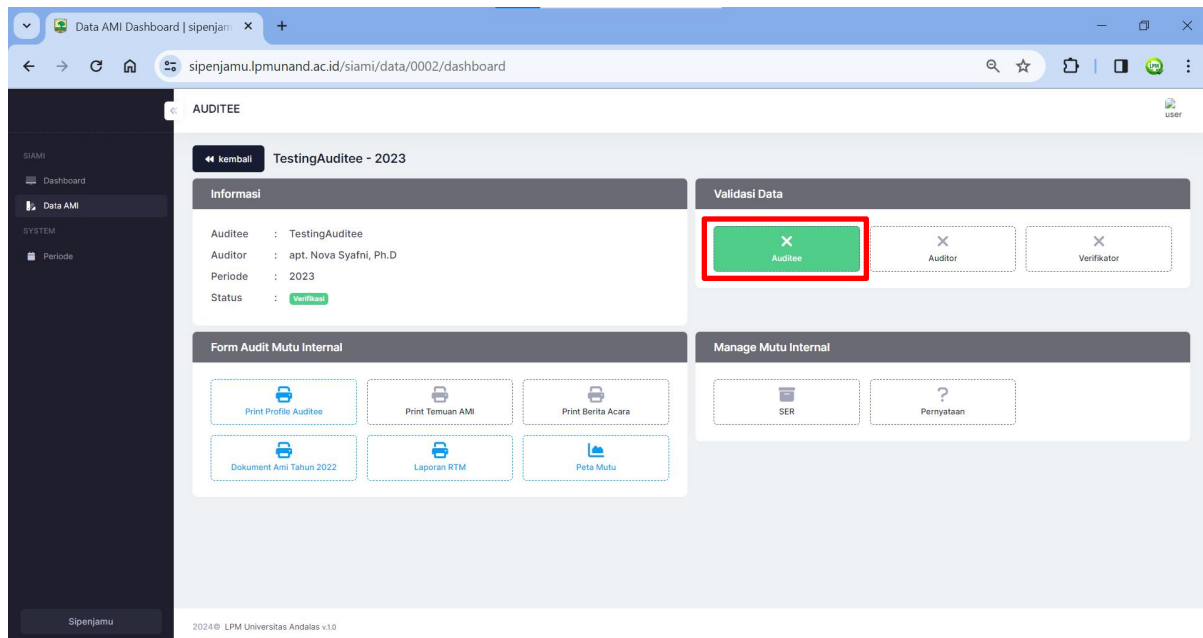 Data AMI Dashboard | sipenjam
sipenjamu.lpmunand.ac.id/siami/data/0002/dashboard
AUDITEE
user
SIAMI
Dashboard
Data AMI
SYSTEM
Periode
Sipenjamu
kembali
TestingAuditee - 2023
Informasi
Auditee : TestingAuditee
Auditor : apt. Nova Syafni, Ph.D
Periode : 2023
Status : Verifikasi
Validasi Data
Auditee
Auditor
Verifikator
Form Audit Mutu Internal
Print Profile Auditee
Print Temuan AMI
Print Berita Acara
Dokument Ami Tahun 2022
Laporan RTM
Peta Mutu
Manage Mutu Internal
SER
?
Pernyataan
2024© LPM Universitas Andalas v.1.0